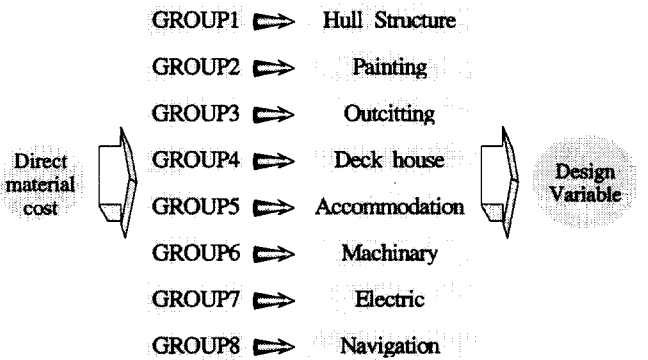 GROUP1 Hull Structure
GROUP2 Painting
GROUP3 Outcitting
GROUP4 Deck house
GROUP5 Accommodation
GROUP6 Machinary
GROUP7 Electric
GROUP8 Navigation
Direct
material
cost
Design
Variable